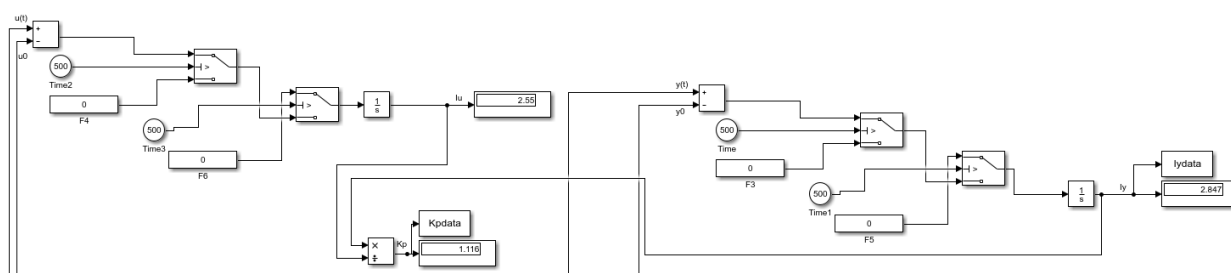 u(t)
+
−
u0
500
Time2
>
0
F4
500
Time3
>
0
F6
1
s
Iu
2.55
×
÷
Kp
Kpdata
1.116
y(t)
+
−
y0
500
Time
>
0
F3
500
Time1
>
0
F5
1
s
Iy
Iydata
2.847